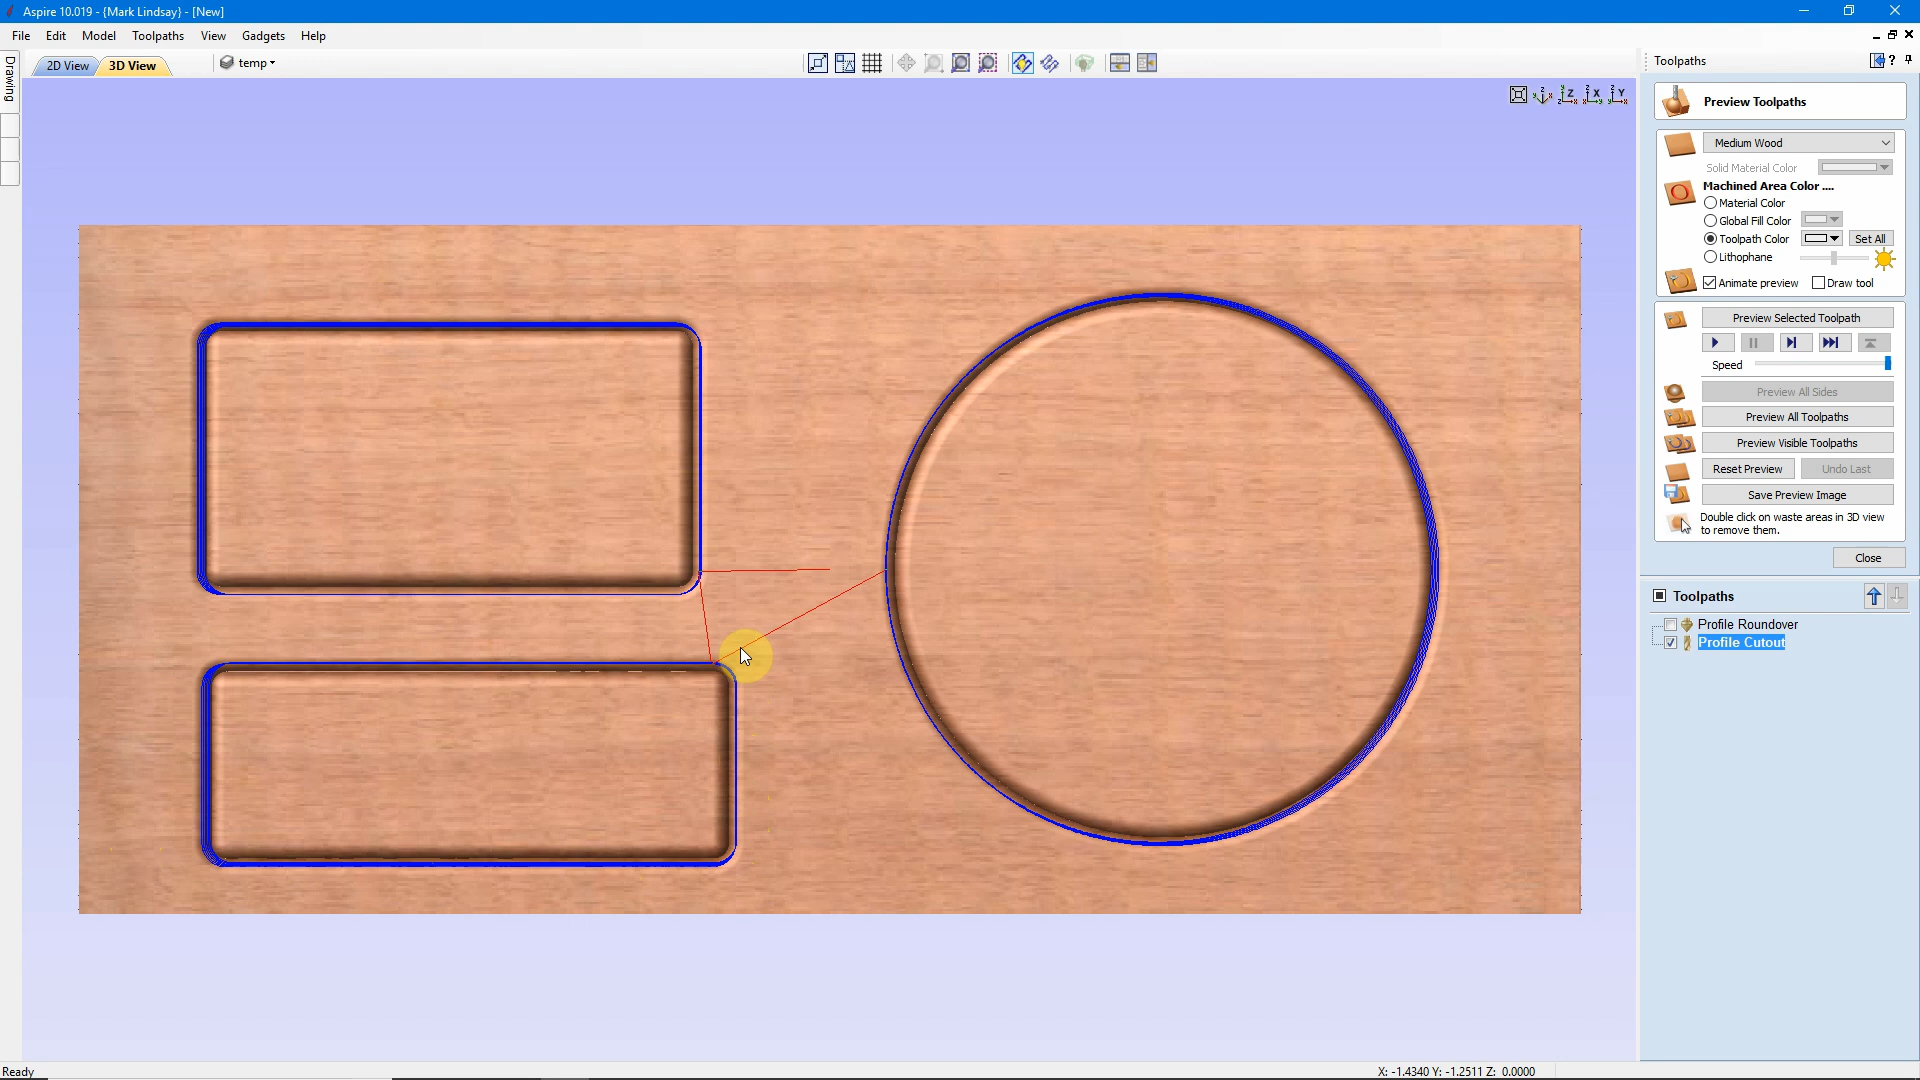 Aspire 10.019 - {Mark Lindsay} - [New]
File Edit Model Toolpaths View Gadgets Help
Drawing
2D View 3D View temp
Toolpaths ?
Preview Toolpaths
Medium Wood
Solid Material Color
Machined Area Color ....
Material Color
Global Fill Color
Toolpath Color Set All
Lithophane
Animate preview Draw tool
Preview Selected Toolpath
Speed
Preview All Sides
Preview All Toolpaths
Preview Visible Toolpaths
Reset Preview Undo Last
Save Preview Image
Double click on waste areas in 3D view
to remove them.
Close
Toolpaths
Profile Roundover
Profile Cutout
Ready X: -1.4340 Y: -1.2511 Z: 0.0000